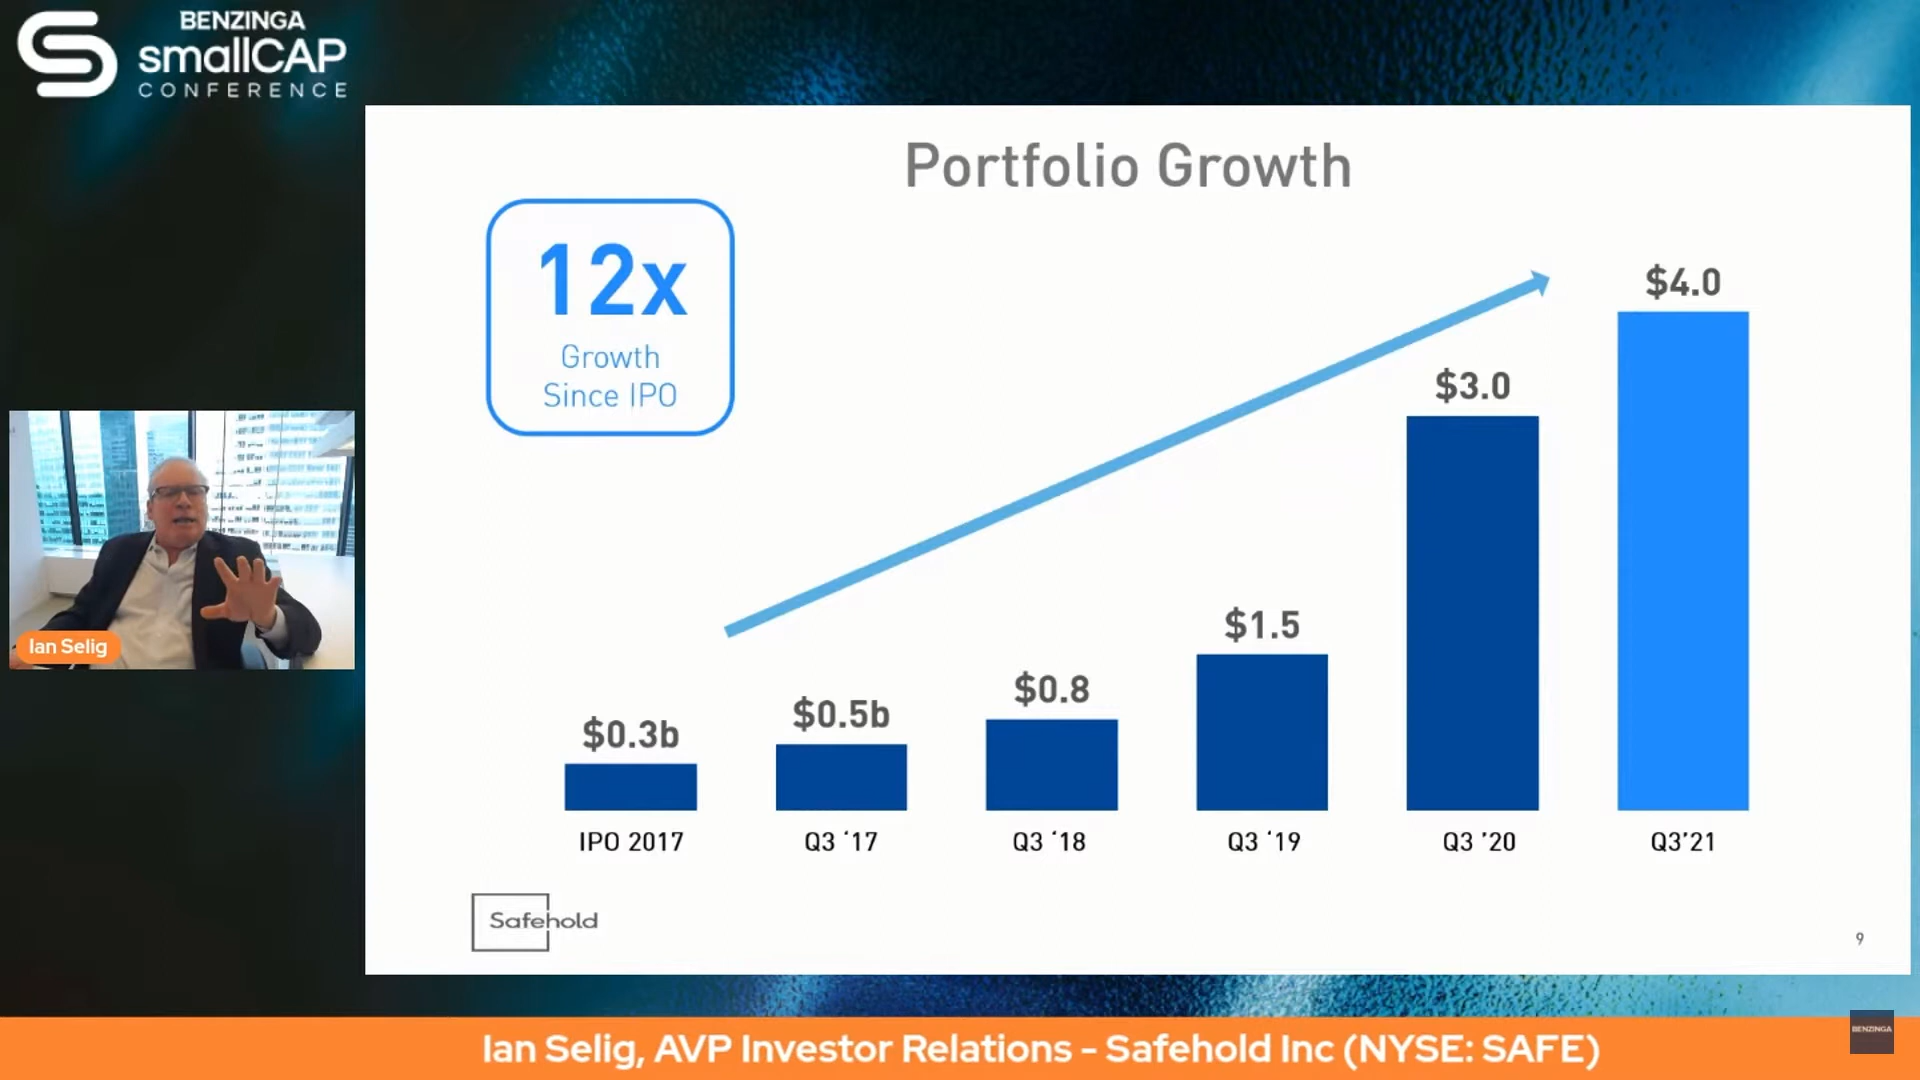 BENZINGA
smallCAP
CONFERENCE
Portfolio Growth
12x
Growth
Since IPO
$0.3b
$0.5b
$0.8
$1.5
$3.0
$4.0
IPO 2017
Q3 ‘17
Q3 ‘18
Q3 ‘19
Q3 ’20
Q3’21
Ian Selig
Safehold
9
Ian Selig, AVP Investor Relations - Safehold Inc (NYSE: SAFE)
BENZINGA